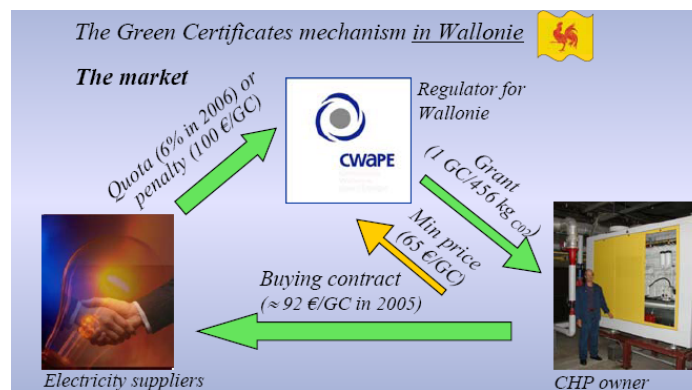 The Green Certificates mechanism in Wallonie
The market
Regulator for
Wallonie
Quota (6% in 2006) or
penalty (100 €/GC)
CWAPE
Grant
(1 GC/456 kg CO2)
Min price
(65 €/GC)
Buying contract
(≈ 92 €/GC in 2005)
Electricity suppliers
CHP owner